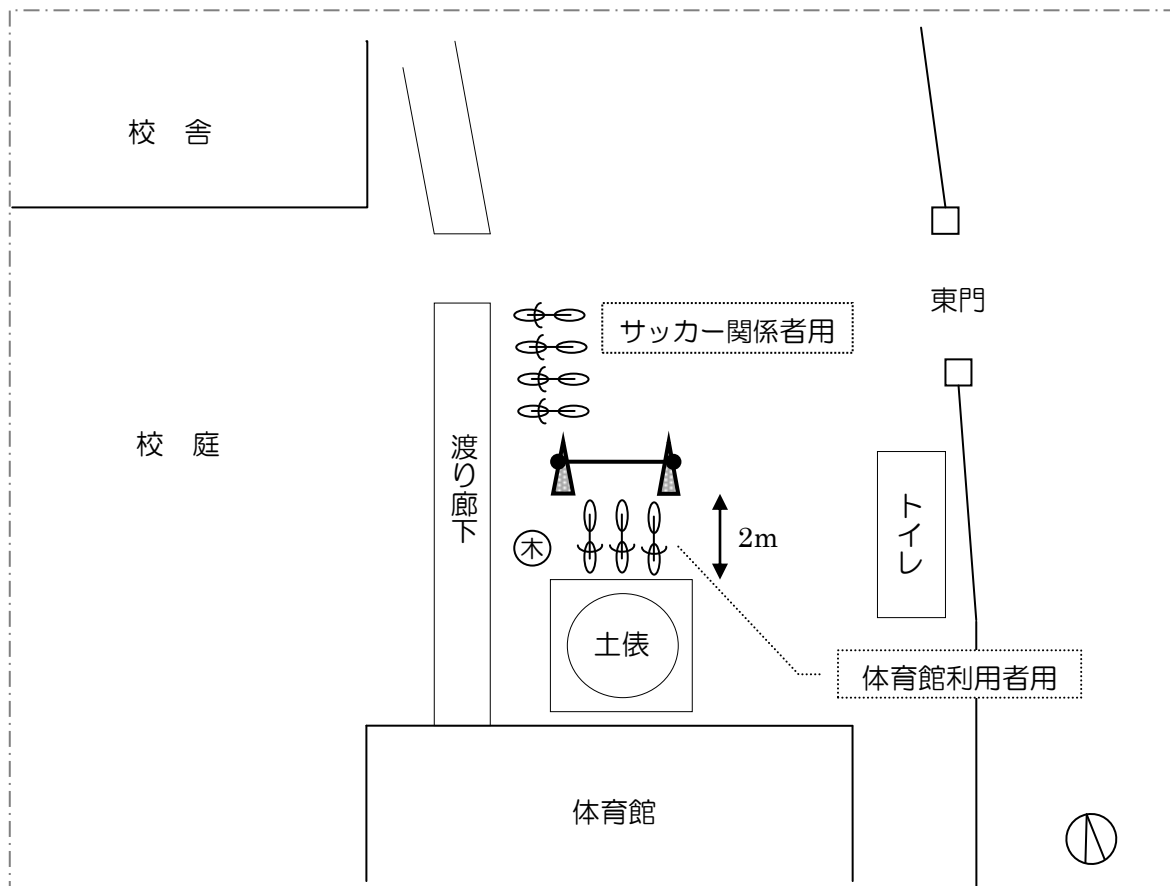 校 舎
東門
サッカー関係者用
校 庭
渡り廊下
2m
木
トイレ
土俵
体育館利用者用
体育館